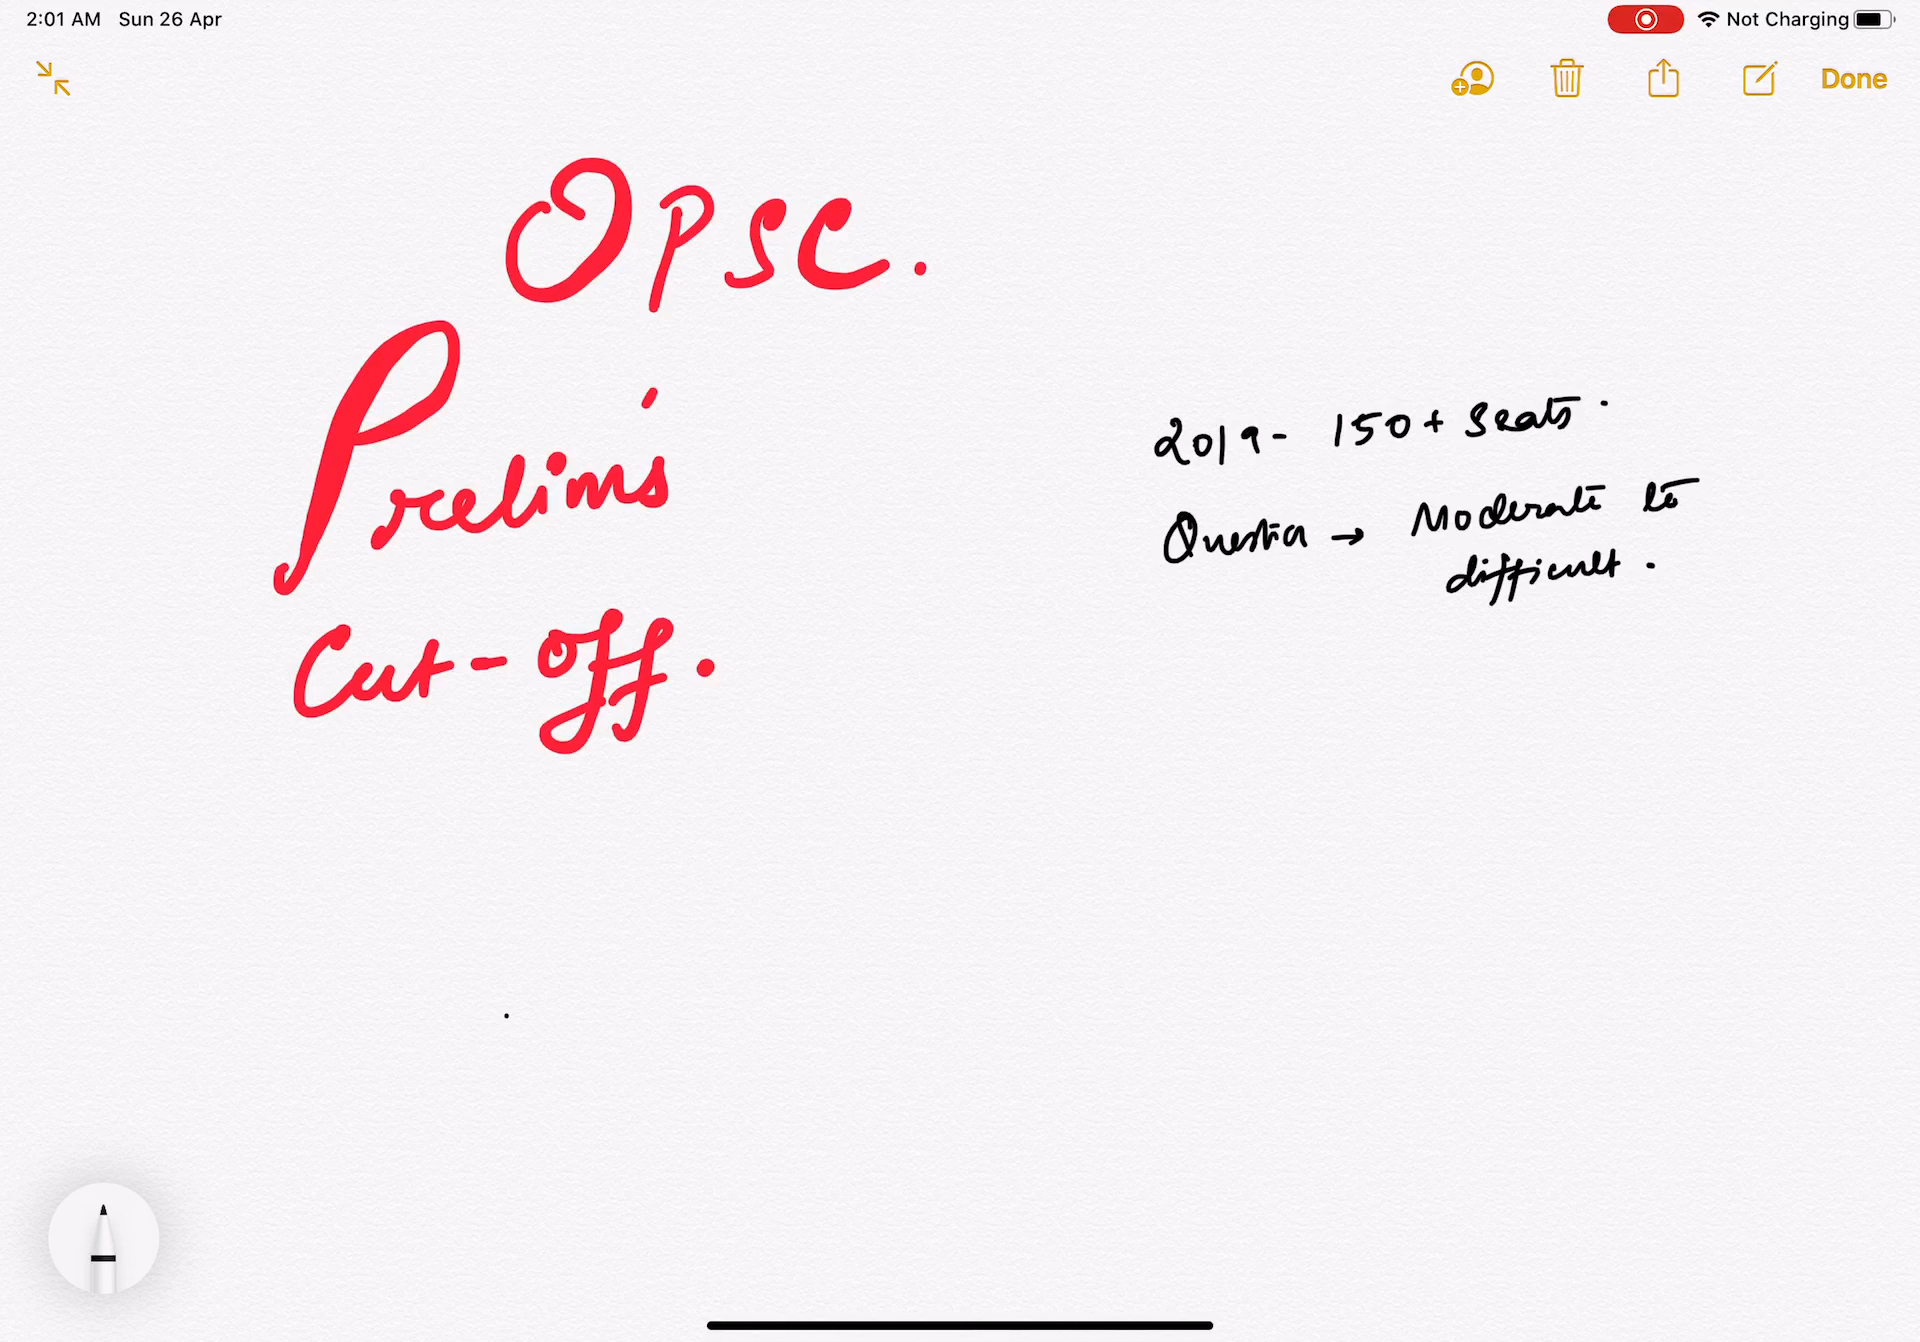 2:01 AM Sun 26 Apr
Not Charging
Done
OPSC.
Prelims
Cut-off.
2019- 150+ Seats.
Question → Moderate to
difficult.